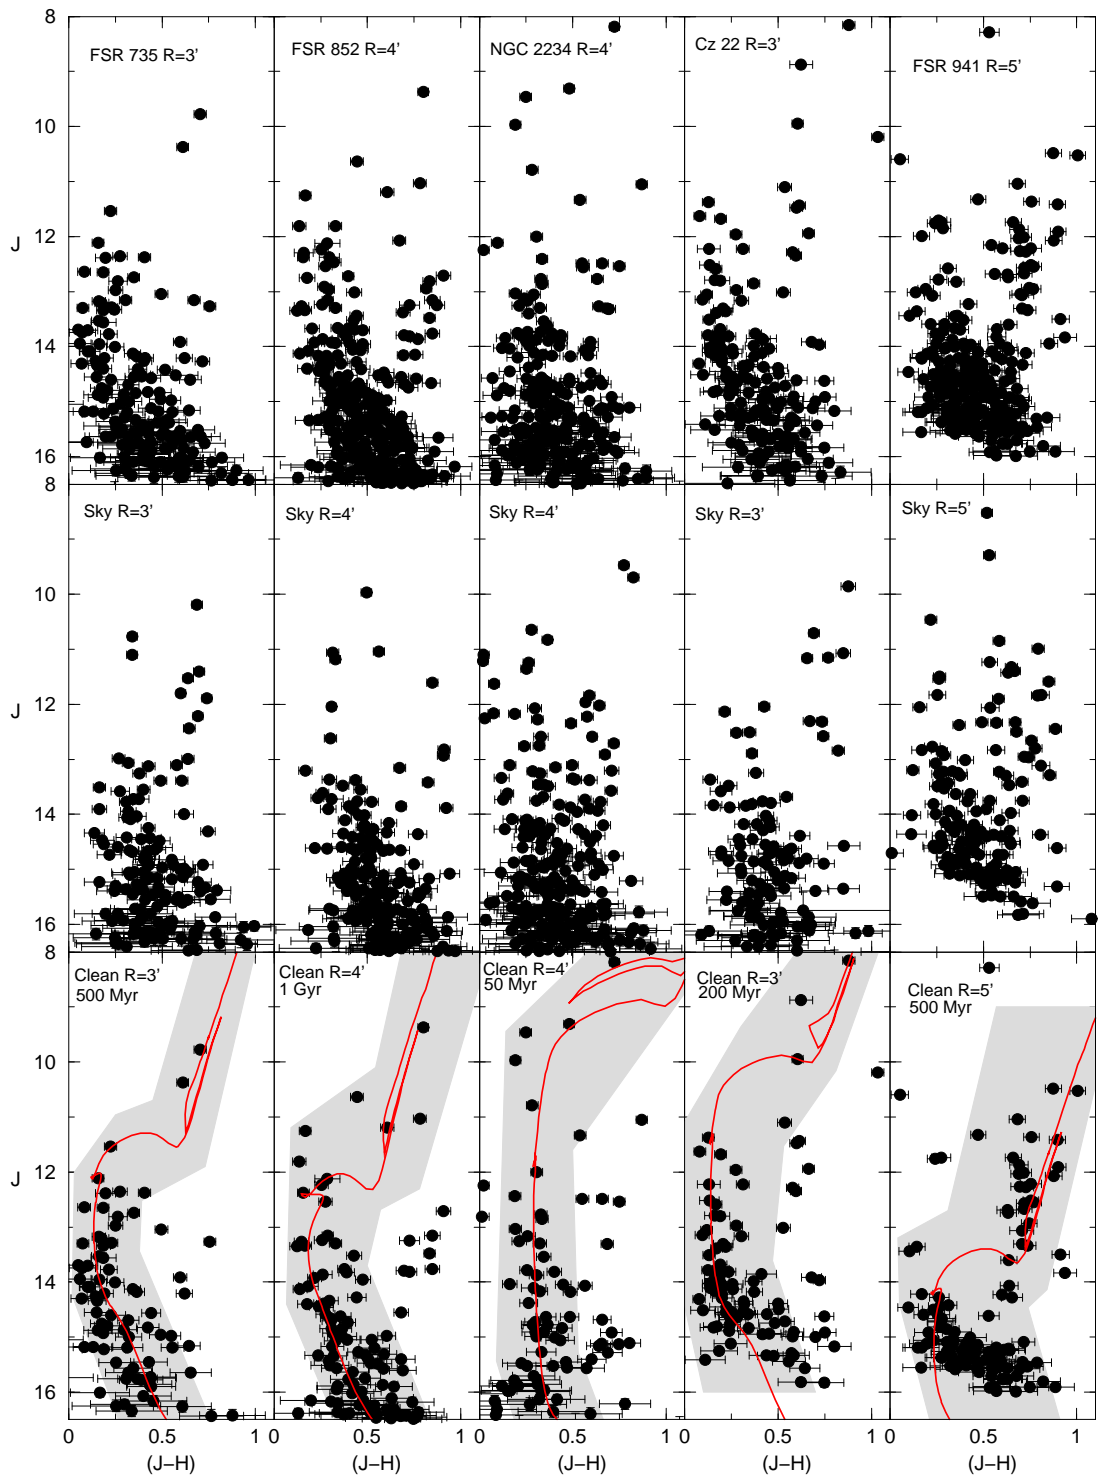 8
FSR 735 R=3'
FSR 852 R=4'
NGC 2234 R=4'
Cz 22 R=3'
FSR 941 R=5'
10
J
12
14
16
8
Sky R=3'
Sky R=4'
Sky R=4'
Sky R=3'
Sky R=5'
10
J
12
14
16
8
Clean R=3'
500 Myr
Clean R=4'
1 Gyr
Clean R=4'
50 Myr
Clean R=3'
200 Myr
Clean R=5'
500 Myr
10
J
12
14
16
0 0.5 1 0 0.5 1 0 0.5 1 0 0.5 1 0 0.5 1
(J−H) (J−H) (J−H) (J−H) (J−H)